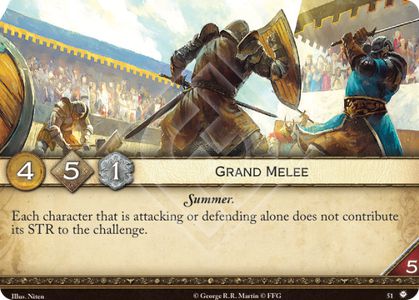 4 5 1 GRAND MELEE
Summer.
Each character that is attacking or defending alone does not contribute
its STR to the challenge.
5
Illus. Niten © George R.R. Martin © FFG 51